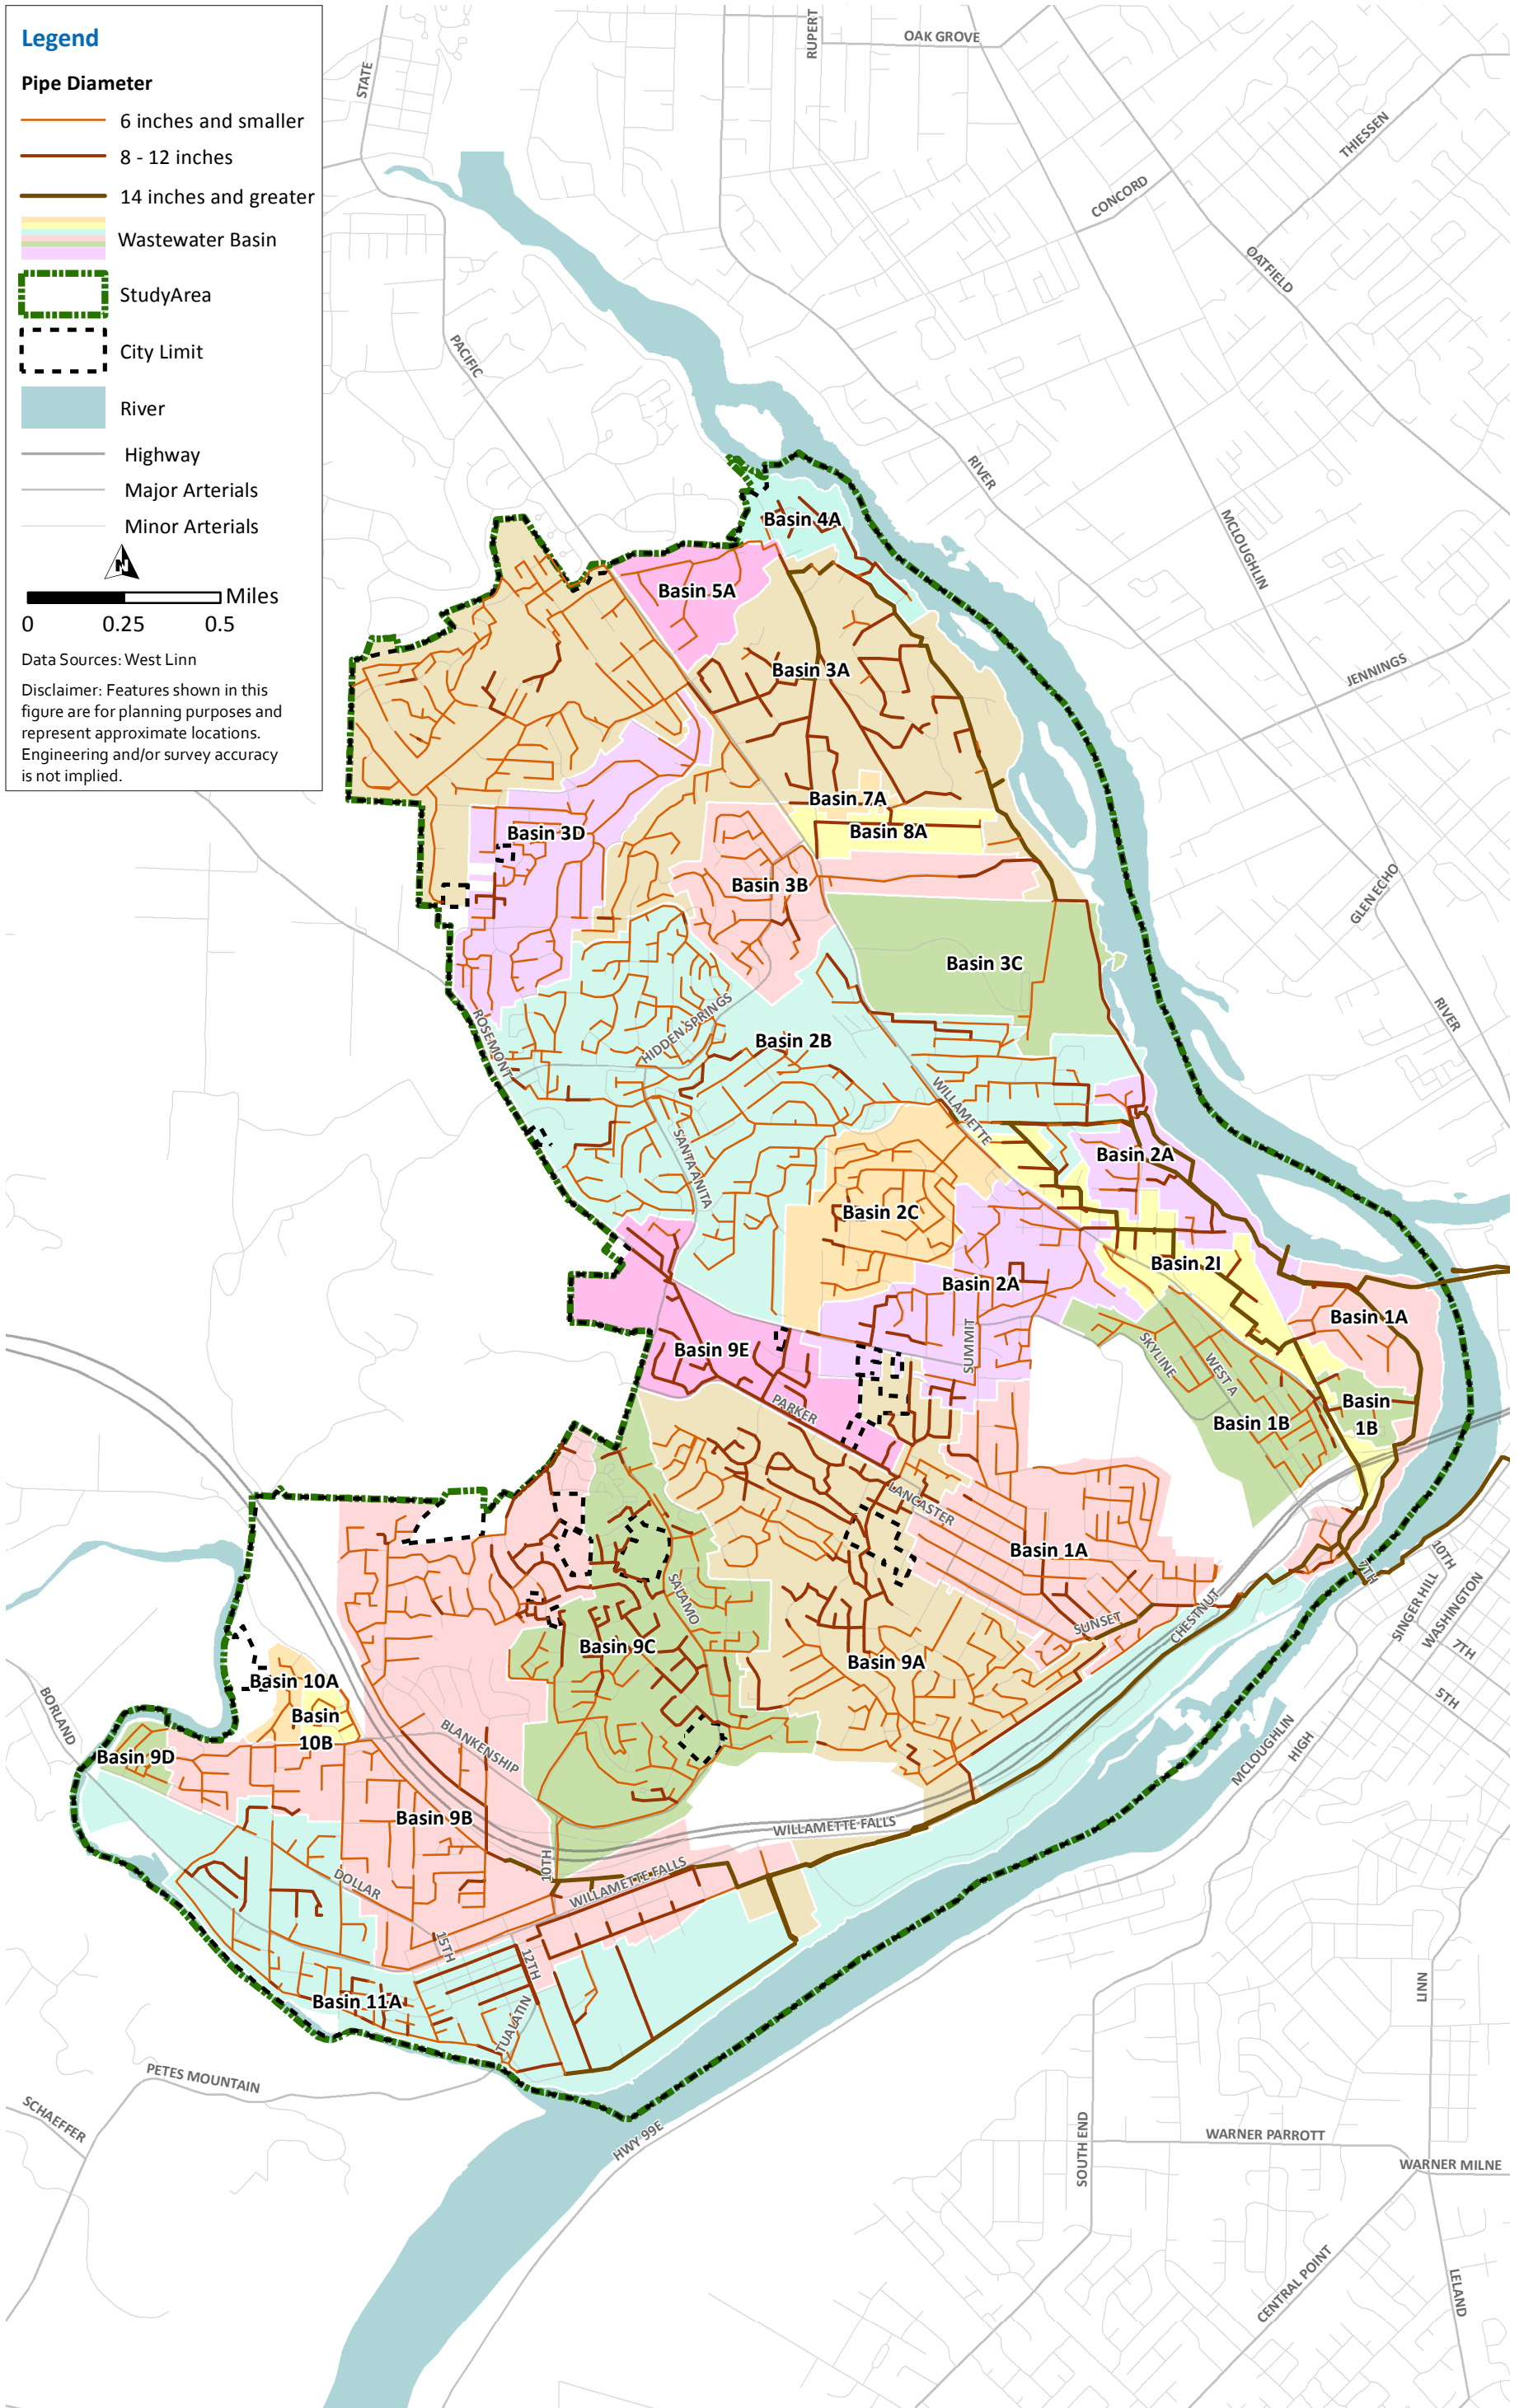 Legend
Pipe Diameter
6 inches and smaller
8 - 12 inches
14 inches and greater
Wastewater Basin
StudyArea
City Limit
River
Highway
Major Arterials
Minor Arterials
N
Miles
0 0.25 0.5
Data Sources: West Linn
Disclaimer: Features shown in this
figure are for planning purposes and
represent approximate locations.
Engineering and/or survey accuracy
is not implied.
STATE
RUPERT
OAK GROVE
THIESSEN
CONCORD
OATFIELD
PACIFIC
RIVER
MCLOUGHLIN
JENNINGS
GLEN ECHO
RIVER
Basin 4A
Basin 5A
Basin 3A
Basin 7A
Basin 8A
Basin 3D
Basin 3B
Basin 3C
ROSEMONT
HIDDEN SPRINGS
Basin 2B
WILLAMETTE
SANTA ANITA
Basin 2A
Basin 2C
Basin 2I
Basin 2A
Basin 1A
SUMMIT
SKYLINE
WEST A
Basin 9E
PARKER
Basin
1B
Basin 1B
LANCASTER
Basin 1A
SALAMO
SUNSET
CHESTNUT
7TH
10TH
SINGER HILL
WASHINGTON
7TH
5TH
Basin 9C
Basin 9A
Basin 10A
Basin
10B
BORLAND
Basin 9D
BLANKENSHIP
MCLOUGHLIN
HIGH
Basin 9B
WILLAMETTE FALLS
10TH
WILLAMETTE FALLS
DOLLAR
15TH
12TH
Basin 11A
TUALATIN
LINN
PETES MOUNTAIN
SCHAEFFER
HWY 99E
SOUTH END
WARNER PARROTT
WARNER MILNE
CENTRAL POINT
LELAND